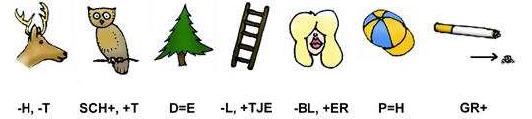 -H, -T SCH+, +T D=E -L, +TJE -BL, +ER P=H GR+